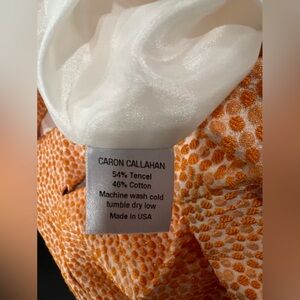 CARON CALLAHAN
54% Tencel
46% Cotton
Machine wash cold
tumble dry low
Made in USA